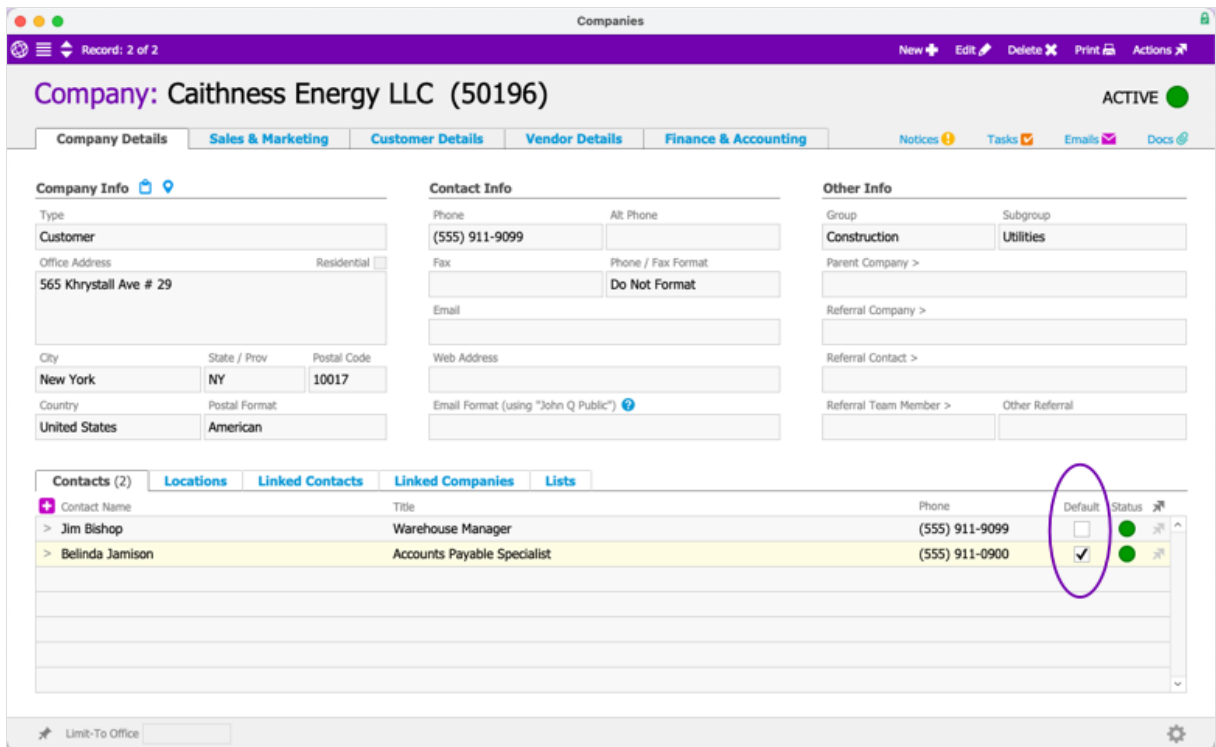 Companies
Record: 2 of 2 New Edit Delete Print Actions
Company: Caithness Energy LLC (50196) ACTIVE
Company Details Sales & Marketing Customer Details Vendor Details Finance & Accounting Notices Tasks Emails Docs
Company Info Contact Info Other Info
Type Phone Alt Phone Group Subgroup
Customer (555) 911-9099 Construction Utilities
Office Address Residential Fax Phone / Fax Format Parent Company >
565 Khrystall Ave # 29 Do Not Format
Email Referral Company >
City State / Prov Postal Code Web Address Referral Contact >
New York NY 10017
Country Postal Format Email Format (using "John Q Public") ? Referral Team Member > Other Referral
United States American
Contacts (2) Locations Linked Contacts Linked Companies Lists
Contact Name Title Phone Default Status
> Jim Bishop Warehouse Manager (555) 911-9099
> Belinda Jamison Accounts Payable Specialist (555) 911-0900
Limit-To Office